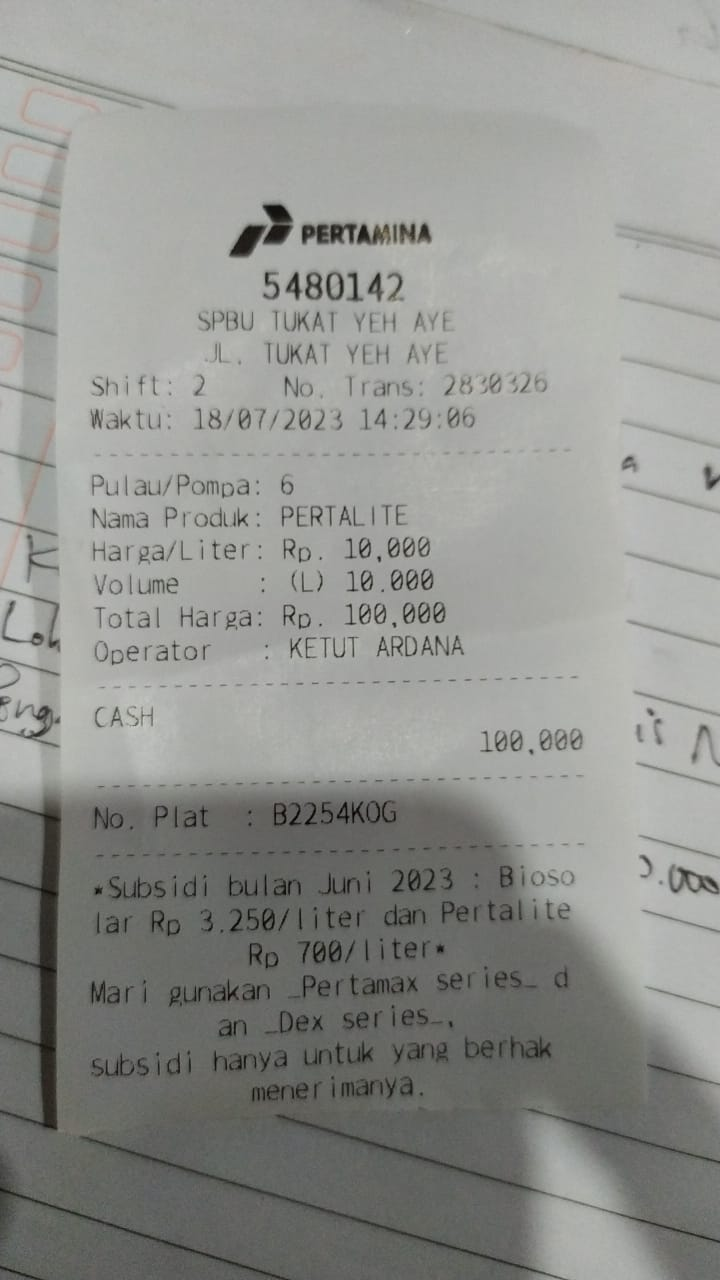 PERTAMINA
5480142
SPBU TUKAT YEH AYE
JL. TUKAT YEH AYE
Shift: 2 No. Trans: 2830326
Waktu: 18/07/2023 14:29:06
Pulau/Pompa: 6
Nama Produk: PERTALITE
Harga/Liter: Rp. 10,000
Volume : (L) 10.000
Total Harga: Rp. 100,000
Operator : KETUT ARDANA
CASH
100,000
No. Plat : B2254KOG
*Subsidi bulan Juni 2023 : Bioso
lar Rp 3.250/liter dan Pertalite
Rp 700/liter*
Mari gunakan _Pertamax series_ d
an _Dex series_,
subsidi hanya untuk yang berhak
menerimanya.